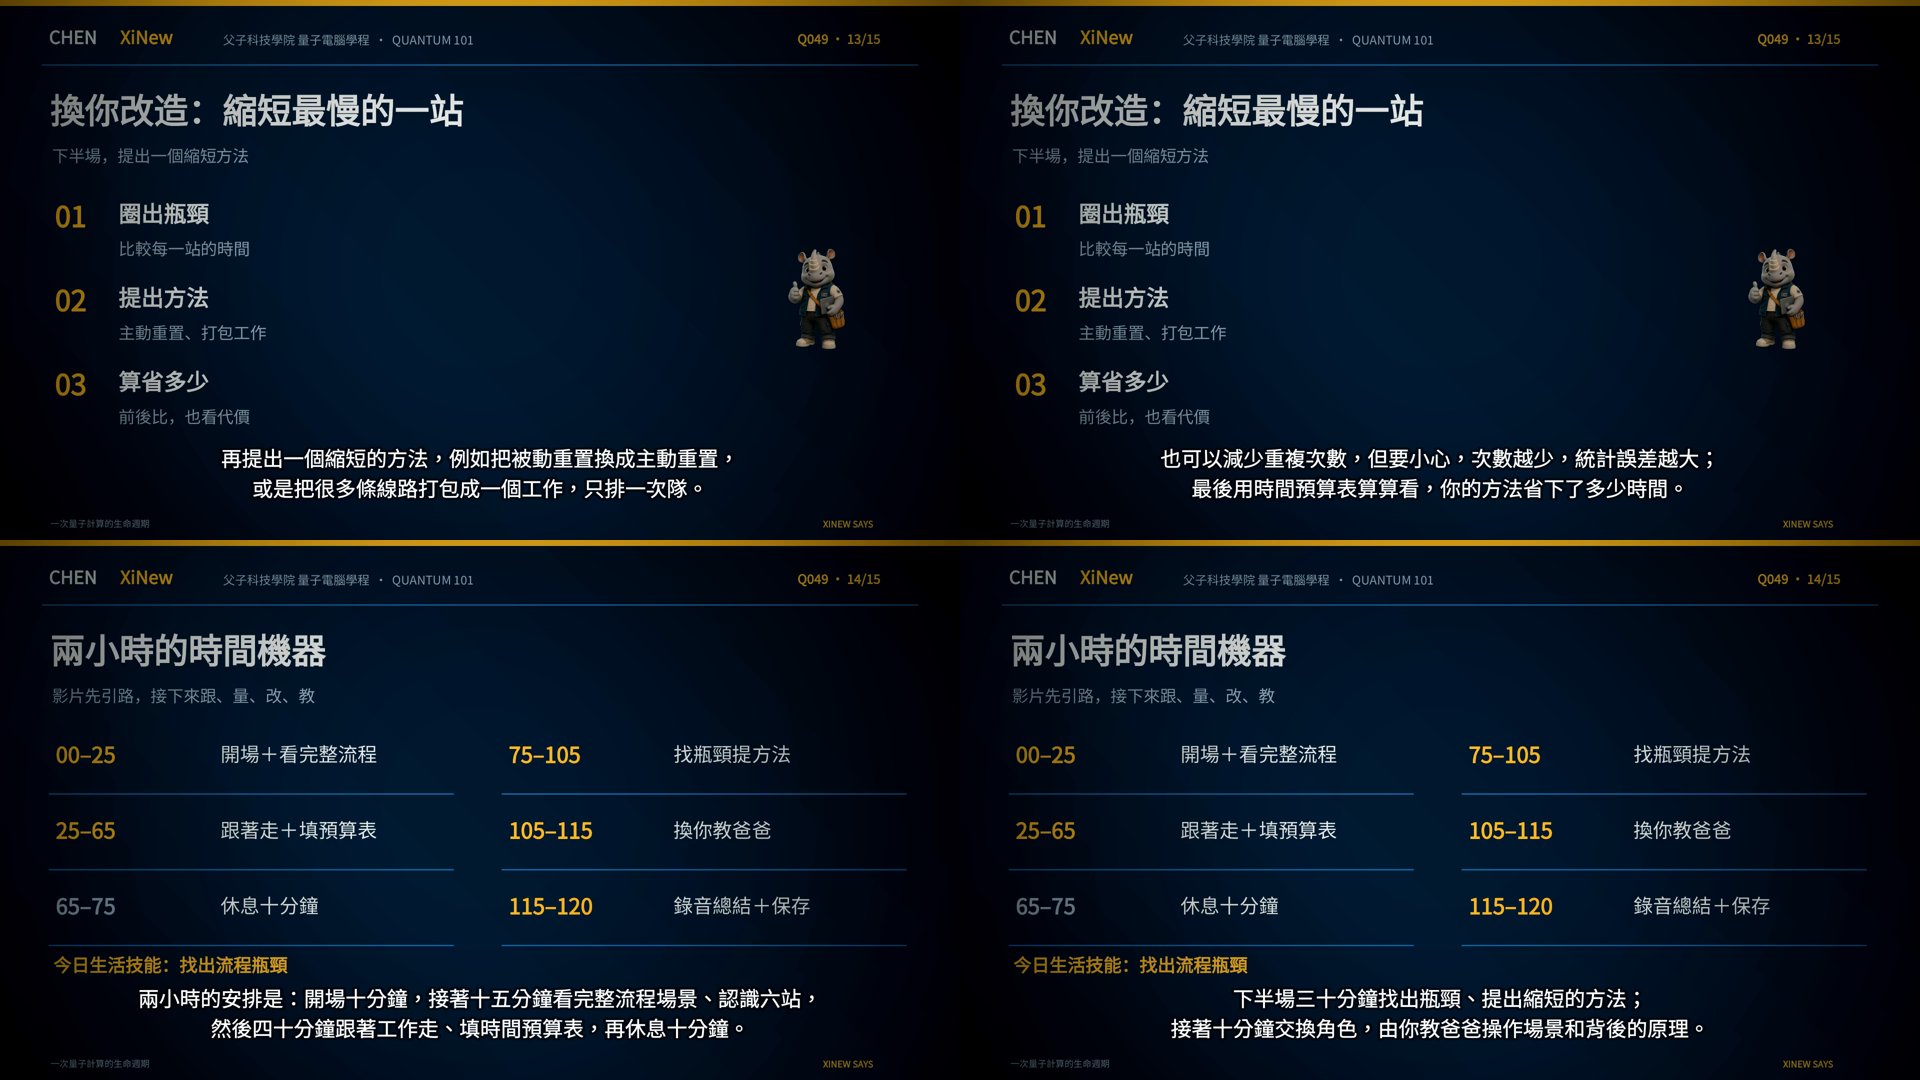 CHEN XiNew 父子科技學院 量子電腦學程 · QUANTUM 101 Q049 · 13/15
換你改造：縮短最慢的一站
下半場，提出一個縮短方法
01 圈出瓶頸
比較每一站的時間
02 提出方法
主動重置、打包工作
03 算省多少
前後比，也看代價
再提出一個縮短的方法，例如把被動重置換成主動重置，
或是把很多條線路打包成一個工作，只排一次隊。
一次量子計算的生命週期 XINEW SAYS
CHEN XiNew 父子科技學院 量子電腦學程 · QUANTUM 101 Q049 · 13/15
換你改造：縮短最慢的一站
下半場，提出一個縮短方法
01 圈出瓶頸
比較每一站的時間
02 提出方法
主動重置、打包工作
03 算省多少
前後比，也看代價
也可以減少重複次數，但要小心，次數越少，統計誤差越大；
最後用時間預算表算算看，你的方法省下了多少時間。
一次量子計算的生命週期 XINEW SAYS
CHEN XiNew 父子科技學院 量子電腦學程 · QUANTUM 101 Q049 · 14/15
兩小時的時間機器
影片先引路，接下來跟、量、改、教
00–25 開場＋看完整流程 75–105 找瓶頸提方法
25–65 跟著走＋填預算表 105–115 換你教爸爸
65–75 休息十分鐘 115–120 錄音總結＋保存
今日生活技能：找出流程瓶頸
兩小時的安排是：開場十分鐘，接著十五分鐘看完整流程場景、認識六站，
然後四十分鐘跟著工作走、填時間預算表，再休息十分鐘。
一次量子計算的生命週期 XINEW SAYS
CHEN XiNew 父子科技學院 量子電腦學程 · QUANTUM 101 Q049 · 14/15
兩小時的時間機器
影片先引路，接下來跟、量、改、教
00–25 開場＋看完整流程 75–105 找瓶頸提方法
25–65 跟著走＋填預算表 105–115 換你教爸爸
65–75 休息十分鐘 115–120 錄音總結＋保存
今日生活技能：找出流程瓶頸
下半場三十分鐘找出瓶頸、提出縮短的方法；
接著十分鐘交換角色，由你教爸爸操作場景和背後的原理。
一次量子計算的生命週期 XINEW SAYS